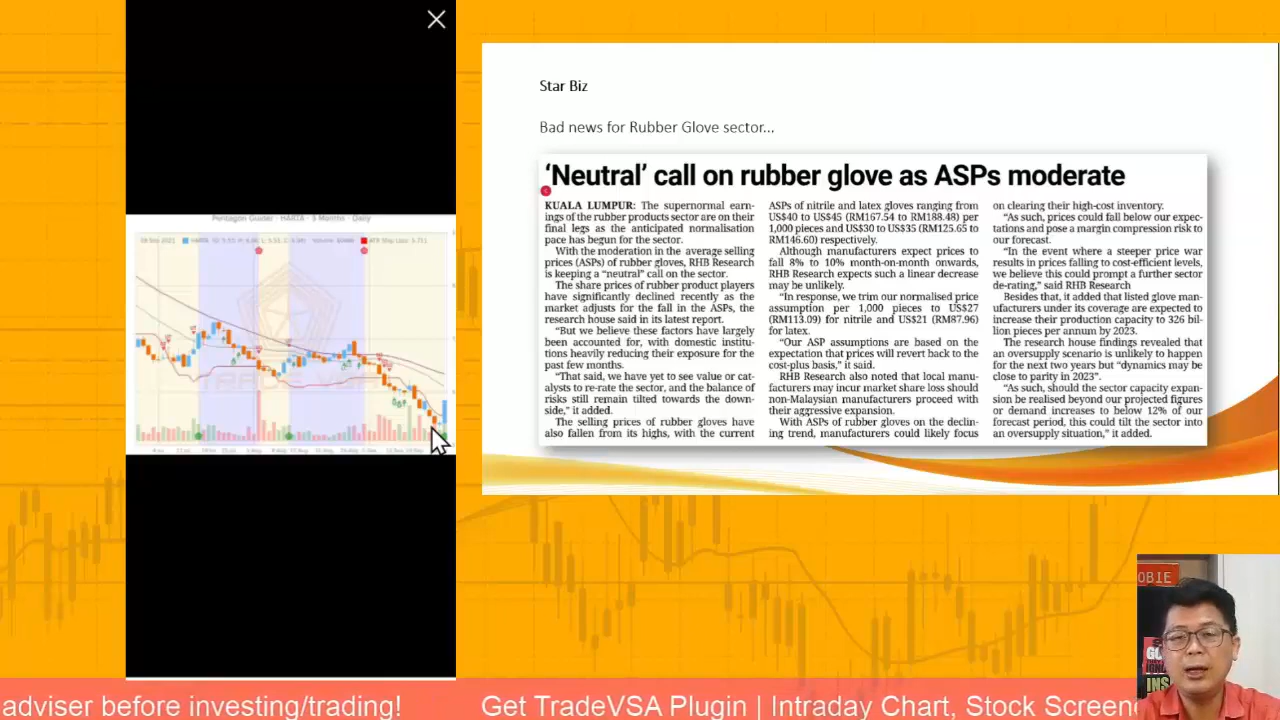 Pentagon Guider - HARTA - 3 Months - Daily
Star Biz
Bad news for Rubber Glove sector...
‘Neutral’ call on rubber glove as ASPs moderate
KUALA LUMPUR: The supernormal earn-
ings of the rubber products sector are on their
final legs as the anticipated normalisation
pace has begun for the sector.
With the moderation in the average selling
prices (ASPs) of rubber gloves, RHB Research
is keeping a “neutral” call on the sector.
The share prices of rubber product players
have significantly declined recently as the
market adjusts for the fall in the ASPs, the
research house said in its latest report.
“But we believe these factors have largely
been accounted for, with domestic institu-
tions heavily reducing their exposure for the
past few months.
“That said, we have yet to see value or cat-
alysts to re-rate the sector, and the balance of
risks still remain tilted towards the down-
side,” it added.
The selling prices of rubber gloves have
also fallen from its highs, with the current
ASPs of nitrile and latex gloves ranging from
US$40 to US$45 (RM167.54 to RM188.48) per
1,000 pieces and US$30 to US$35 (RM125.65 to
RM146.60) respectively.
Although manufacturers expect prices to
fall 8% to 10% month-on-month onwards,
RHB Research expects such a linear decrease
may be unlikely.
“In response, we trim our normalised price
assumption per 1,000 pieces to US$27
(RM113.09) for nitrile and US$21 (RM87.96)
for latex.
“Our ASP assumptions are based on the
expectation that prices will revert back to the
cost-plus basis,” it said.
RHB Research also noted that local manu-
facturers may incur market share loss should
non-Malaysian manufacturers proceed with
their aggressive expansion.
With ASPs of rubber gloves on the declin-
ing trend, manufacturers could likely focus
on clearing their high-cost inventory.
“As such, prices could fall below our expec-
tations and pose a margin compression risk to
our forecast.
“In the event where a steeper price war
results in prices falling to cost-efficient levels,
we believe this could prompt a further sector
de-rating,” said RHB Research
Besides that, it added that listed glove man-
ufacturers under its coverage are expected to
increase their production capacity to 326 bil-
lion pieces per annum by 2023.
The research house findings revealed that
an oversupply scenario is unlikely to happen
for the next two years but “dynamics may be
close to parity in 2023”.
“As such, should the sector capacity expan-
sion be realised beyond our projected figures
or demand increases to below 12% of our
forecast period, this could tilt the sector into
an oversupply situation,” it added.
OBIE
adviser before investing/trading! Get TradeVSA Plugin | Intraday Chart, Stock Screen